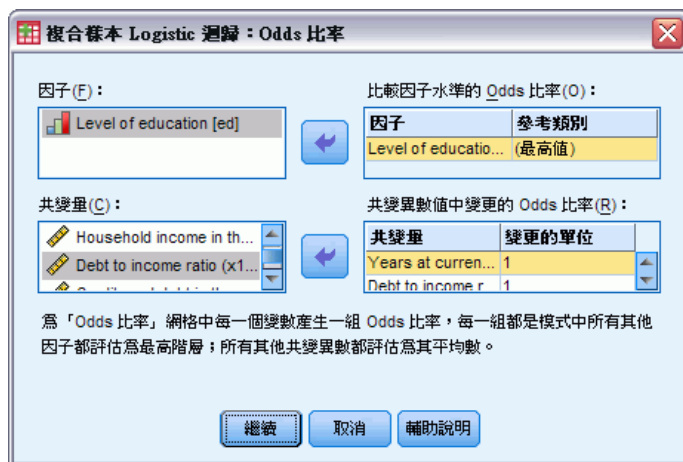 複合樣本 Logistic 迴歸：Odds 比率
因子(F)：
Level of education [ed]
比較因子水準的 Odds 比率(O)：
因子 參考類別
Level of educatio... (最高值)
共變量(C)：
Household income in th...
Debt to income ratio (x1...
共變異數值中變更的 Odds 比率(R)：
共變量 變更的單位
Years at curren... 1
Debt to income r 1
為「Odds 比率」網格中每一個變數產生一組 Odds 比率，每一組都是模式中所有其他
因子都評估為最高階層；所有其他共變異數都評估為其平均數。
繼續 取消 輔助說明